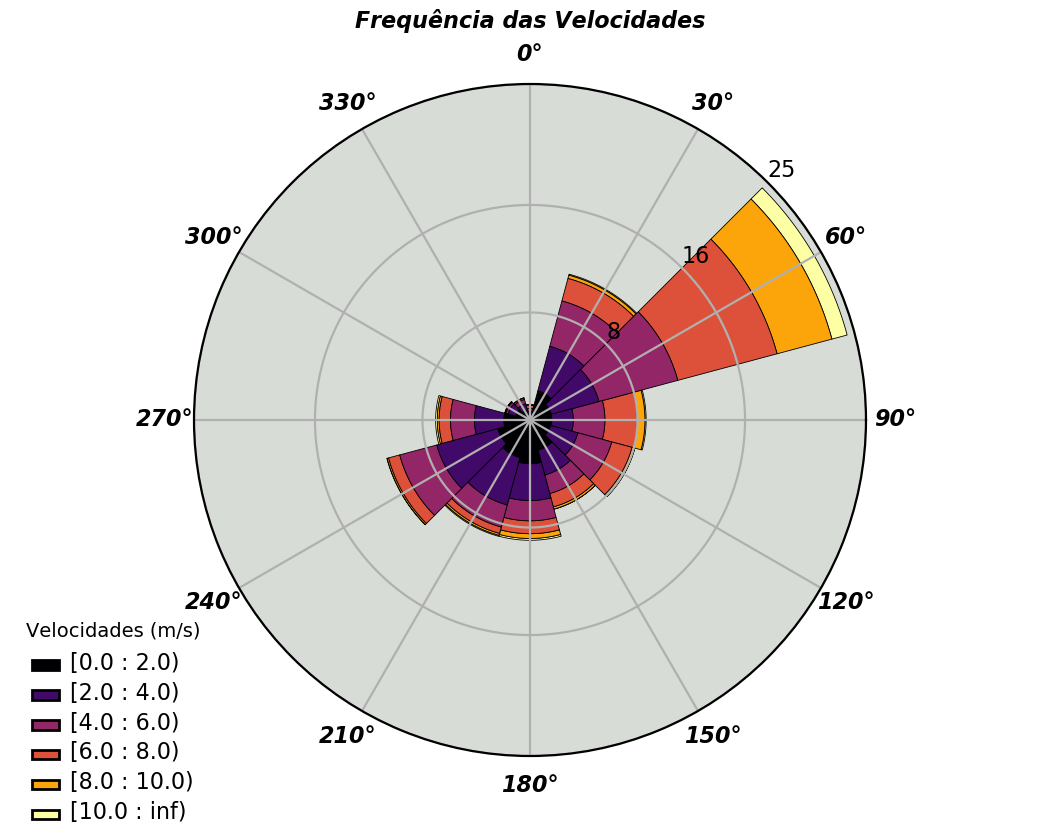 Frequência das Velocidades
0°
330°
30°
25
300°
60°
16
8
270°
90°
240°
120°
210°
150°
180°
Velocidades (m/s)
[0.0 : 2.0)
[2.0 : 4.0)
[4.0 : 6.0)
[6.0 : 8.0)
[8.0 : 10.0)
[10.0 : inf)